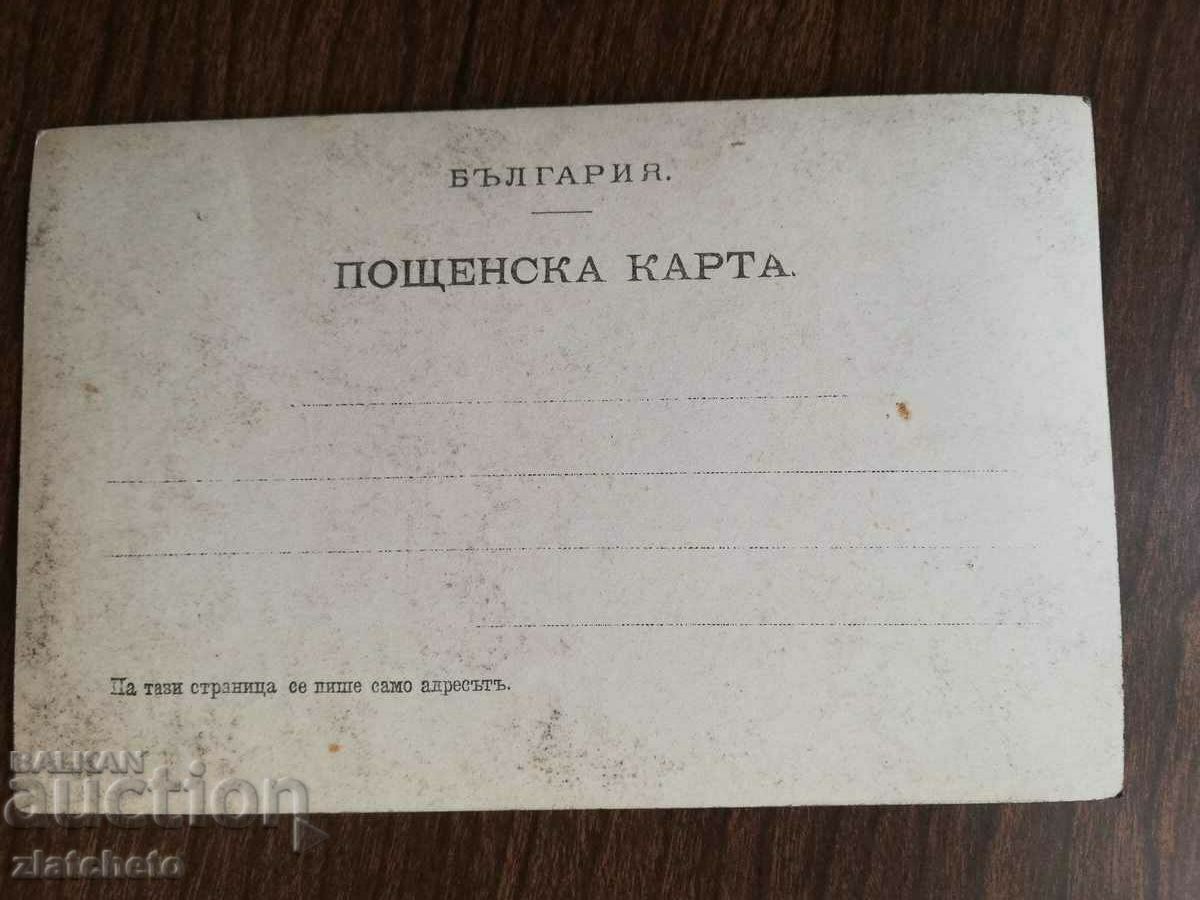 БЪЛГАРИЯ.
ПОЩЕНСКА КАРТА.
На тази страница се пише само адресътъ.
BALKAN
auction
zlatcheto